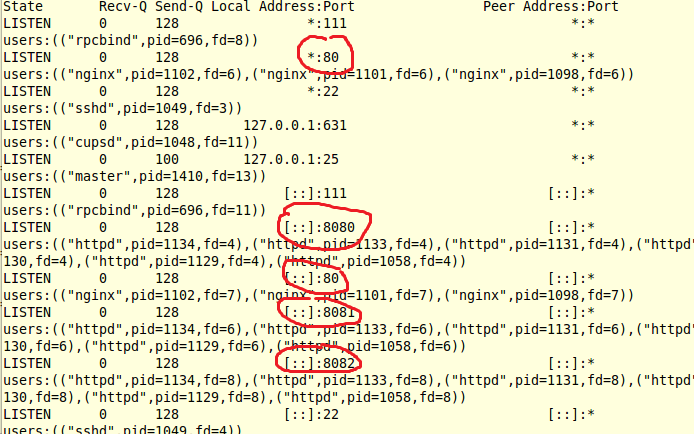 State Recv-Q Send-Q Local Address:Port Peer Address:Port
LISTEN 0 128 *:111 *:*
users:(("rpcbind",pid=696,fd=8))
LISTEN 0 128 *:80 *:*
users:(("nginx",pid=1102,fd=6),("nginx",pid=1101,fd=6),("nginx",pid=1098,fd=6))
LISTEN 0 128 *:22 *:*
users:(("sshd",pid=1049,fd=3))
LISTEN 0 128 127.0.0.1:631 *:*
users:(("cupsd",pid=1048,fd=11))
LISTEN 0 100 127.0.0.1:25 *:*
users:(("master",pid=1410,fd=13))
LISTEN 0 128 [::]:111 [::]:*
users:(("rpcbind",pid=696,fd=11))
LISTEN 0 128 [::]:8080 [::]:*
users:(("httpd",pid=1134,fd=4),("httpd",pid=1133,fd=4),("httpd",pid=1131,fd=4),("httpd"
130,fd=4),("httpd",pid=1129,fd=4),("httpd",pid=1058,fd=4))
LISTEN 0 128 [::]:80 [::]:*
users:(("nginx",pid=1102,fd=7),("nginx",pid=1101,fd=7),("nginx",pid=1098,fd=7))
LISTEN 0 128 [::]:8081 [::]:*
users:(("httpd",pid=1134,fd=6),("httpd",pid=1133,fd=6),("httpd",pid=1131,fd=6),("httpd"
130,fd=6),("httpd",pid=1129,fd=6),("httpd",pid=1058,fd=6))
LISTEN 0 128 [::]:8082 [::]:*
users:(("httpd",pid=1134,fd=8),("httpd",pid=1133,fd=8),("httpd",pid=1131,fd=8),("httpd"
130,fd=8),("httpd",pid=1129,fd=8),("httpd",pid=1058,fd=8))
LISTEN 0 128 [::]:22 [::]:*
users:(("sshd",pid=1049,fd=4))